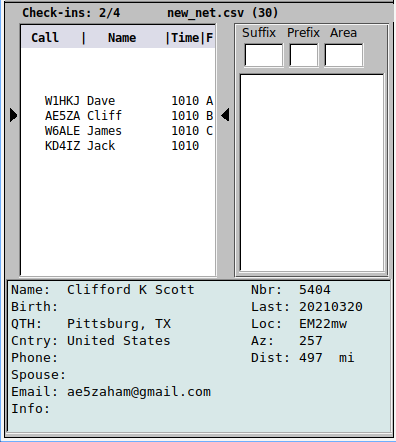 Check-ins: 2/4 new_net.csv (30)
Call | Name |Time|F
Suffix Prefix Area
W1HKJ Dave 1010 A
AE5ZA Cliff 1010 B
W6ALE James 1010 C
KD4IZ Jack 1010
Name: Clifford K Scott Nbr: 5404
Birth: Last: 20210320
QTH: Pittsburg, TX Loc: EM22mw
Cntry: United States Az: 257
Phone: Dist: 497 mi
Spouse:
Email: ae5zaham@gmail.com
Info: